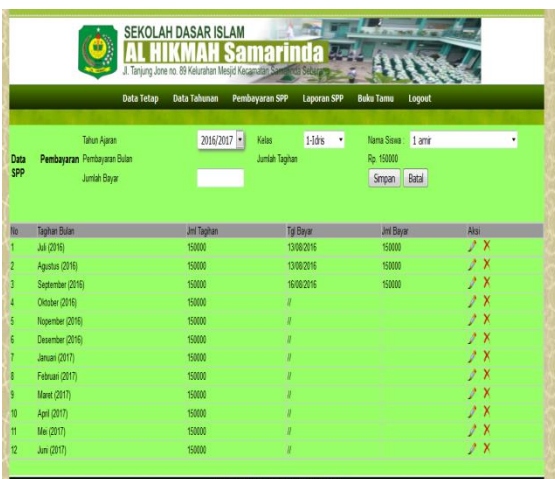 SEKOLAH DASAR ISLAM
AL HIKMAH Samarinda
Jl. Tanjung Jone no. 89 Kelurahan Mesjid Kecamatan Samarinda Seberang
Data Tetap Data Tahunan Pembayaran SPP Laporan SPP Buku Tamu Logout
Tahun Ajaran 2016/2017 Kelas 1-Idris Nama Siswa : 1 amir
Data Pembayaran SPP Pembayaran Bulan Jumlah Tagihan Rp. 150000
Jumlah Bayar Simpan Batal
No Tagihan Bulan Jml Tagihan Tgl Bayar Jml Bayar Aksi
1 Juli (2016) 150000 13/08/2016 150000
2 Agustus (2016) 150000 13/08/2016 150000
3 September (2016) 150000 16/08/2016 150000
4 Oktober (2016) 150000 //
5 Nopember (2016) 150000 //
6 Desember (2016) 150000 //
7 Januari (2017) 150000 //
8 Februari (2017) 150000 //
9 Maret (2017) 150000 //
10 April (2017) 150000 //
11 Mei (2017) 150000 //
12 Juni (2017) 150000 //